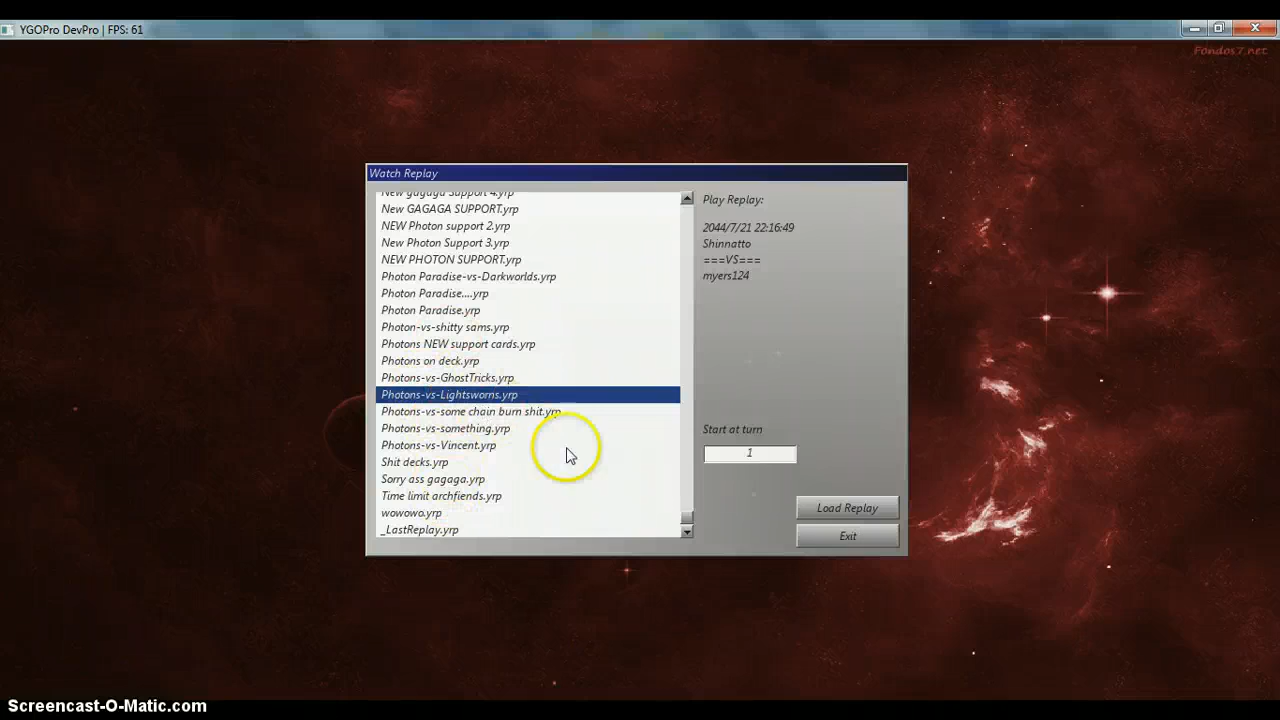 YGOPro DevPro | FPS: 61
Fondos7.net
Watch Replay
New gagaga Support 4.yrp
New GAGAGA SUPPORT.yrp
NEW Photon support 2.yrp
New Photon Support 3.yrp
NEW PHOTON SUPPORT.yrp
Photon Paradise-vs-Darkworlds.yrp
Photon Paradise....yrp
Photon Paradise.yrp
Photon-vs-shitty sams.yrp
Photons NEW support cards.yrp
Photons on deck.yrp
Photons-vs-GhostTricks.yrp
Photons-vs-Lightsworns.yrp
Photons-vs-some chain burn shit.yrp
Photons-vs-something.yrp
Photons-vs-Vincent.yrp
Shit decks.yrp
Sorry ass gagaga.yrp
Time limit archfiends.yrp
wowowo.yrp
_LastReplay.yrp
Play Replay:
2044/7/21 22:16:49
Shinnatto
===VS===
myers124
Start at turn
1
Load Replay
Exit
Screencast-O-Matic.com